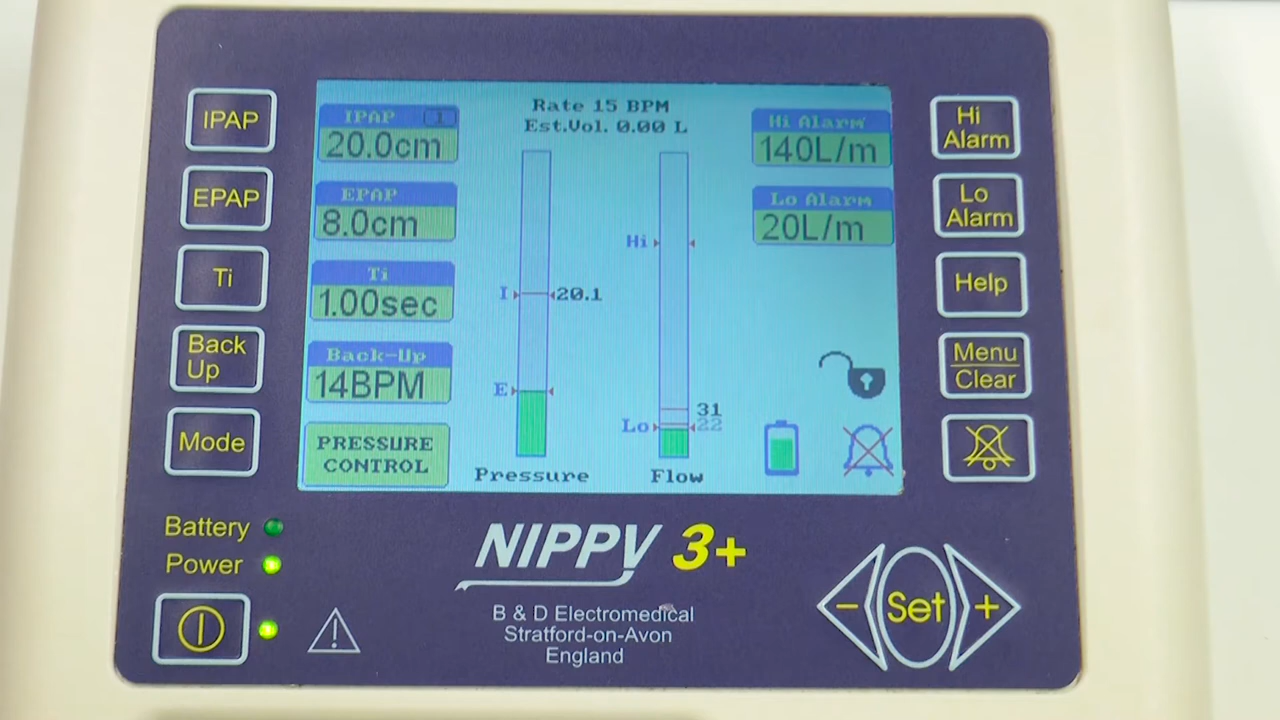 IPAP
EPAP
Ti
Back
Up
Mode
IPAP 1
20.0cm
EPAP
8.0cm
Ti
1.00sec
Back-Up
14BPM
PRESSURE
CONTROL
Rate 15 BPM
Est.Vol. 0.00 L
I 20.1
E
Pressure
Hi
31
Lo 22
Flow
Hi Alarm
140L/m
Lo Alarm
20L/m
Hi
Alarm
Lo
Alarm
Help
Menu
Clear
Battery
Power
NIPPY 3+
B & D Electromedical
Stratford-on-Avon
England
- Set +